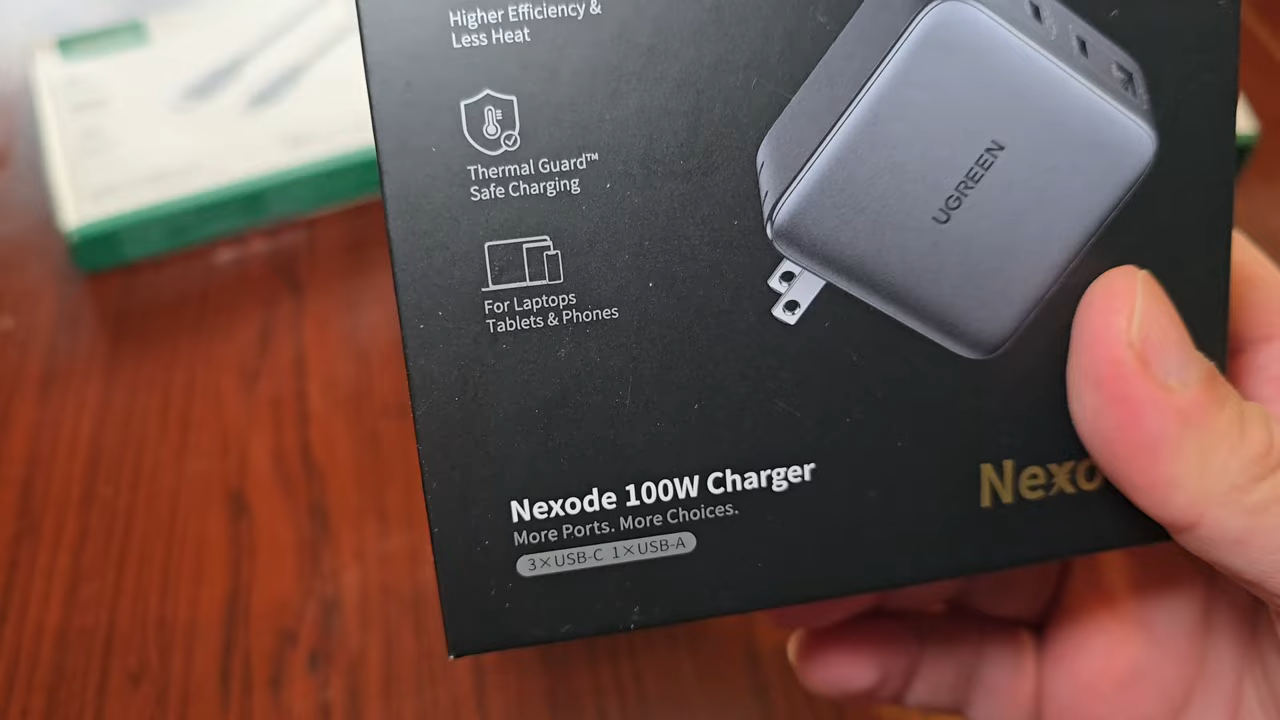 Higher Efficiency &
Less Heat
Thermal Guard™
Safe Charging
For Laptops
Tablets & Phones
UGREEN
Nexode 100W Charger
More Ports. More Choices.
3×USB-C 1×USB-A
Nexo